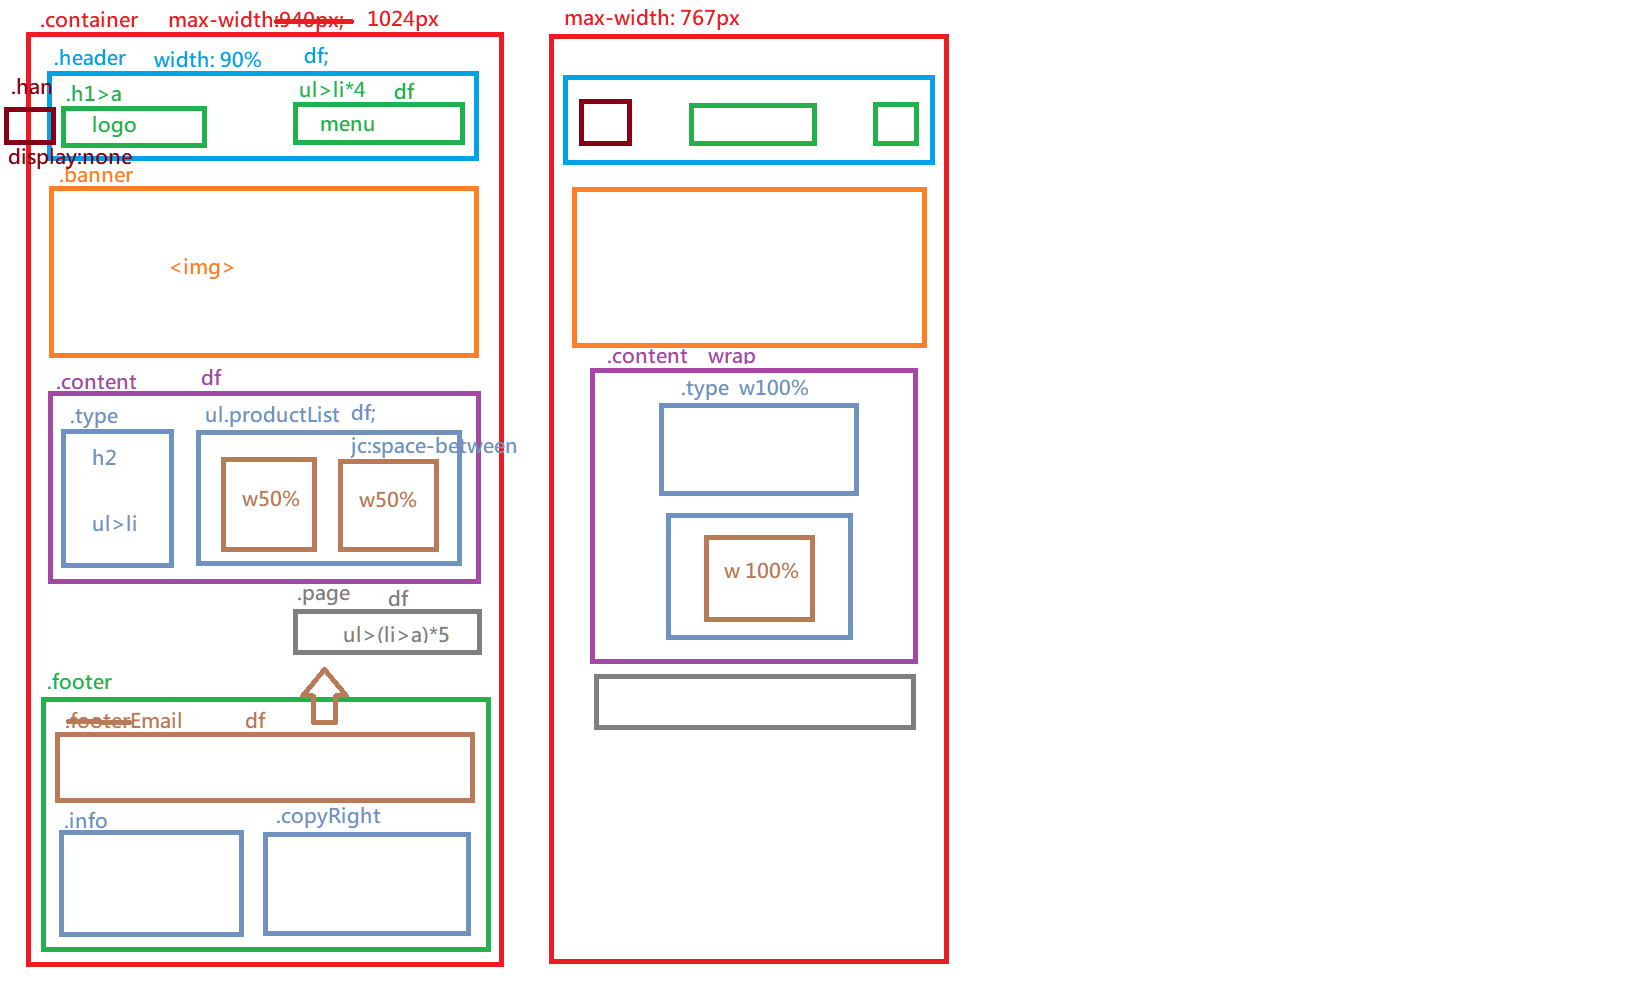 .container max-width:940px; 1024px
.header width: 90% df;
.han
.h1>a
ul>li*4 df
logo
menu
display:none
.banner
<img>
.content df
.type
ul.productList df;
jc:space-between
h2
w50%
w50%
ul>li
.page df
ul>(li>a)*5
.footer
.footerEmail df
.info
.copyRight
max-width: 767px
.content wrap
.type w100%
w 100%